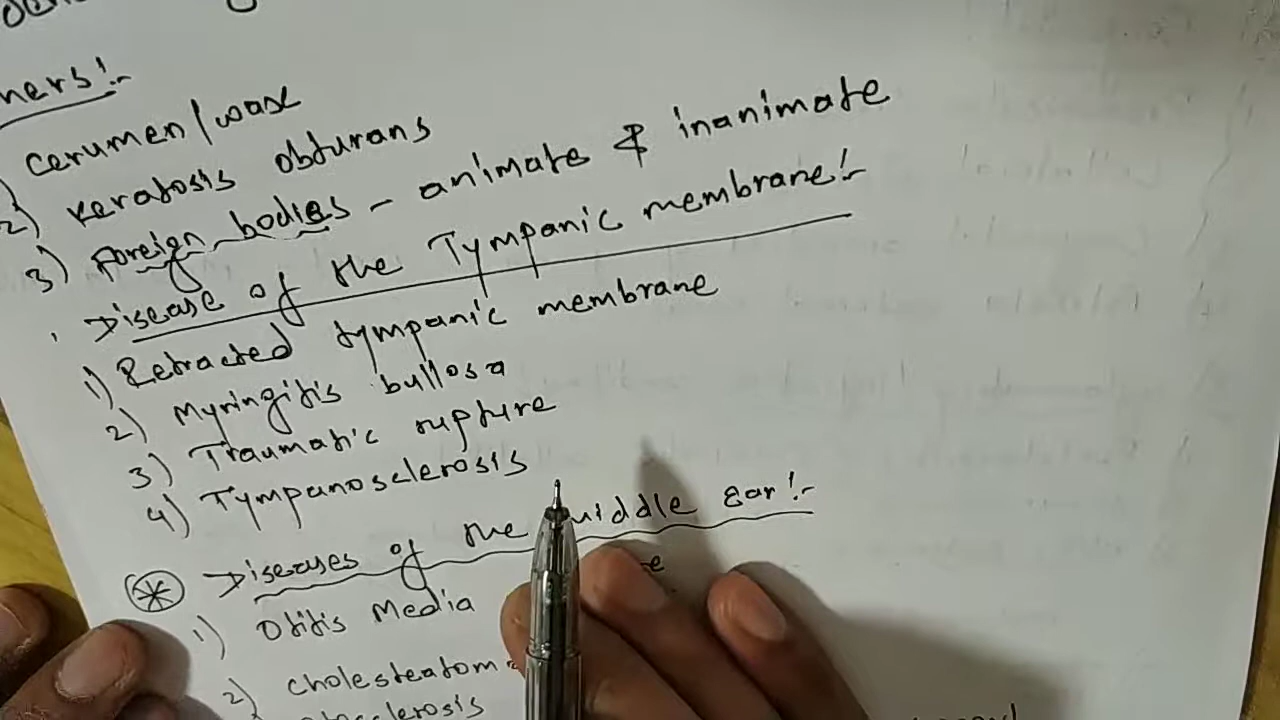 Cerumen/wax
2) Keratosis obturans
3) Foreign bodies - animate & inanimate
Disease of the Tympanic membrane:-
1) Retracted tympanic membrane
2) Myringitis bullosa
3) Traumatic rupture
4) Tympanosclerosis
* Diseases of the middle ear:-
1) Otitis Media
2) cholesteatom